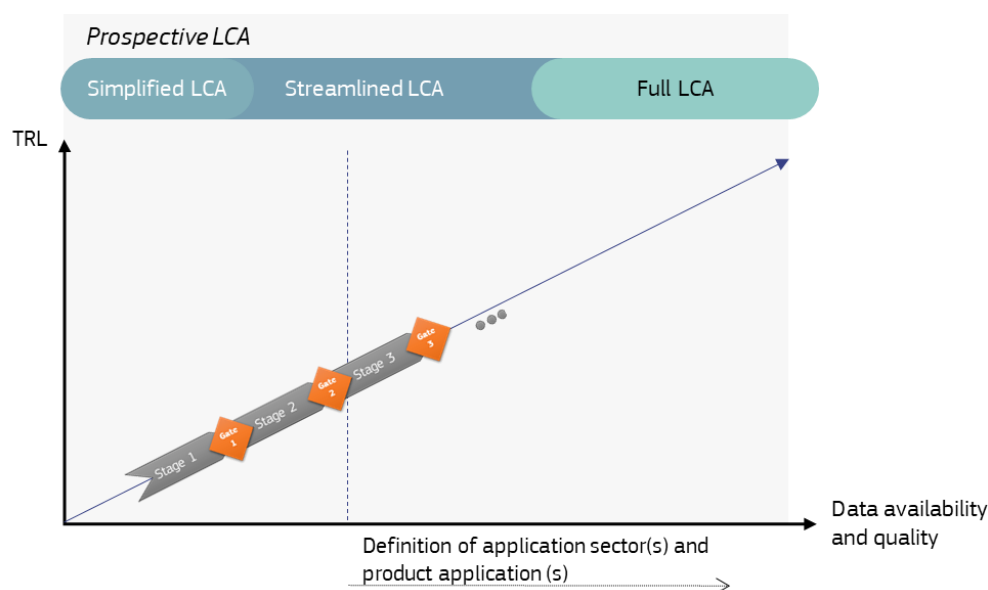 Prospective LCA
Simplified LCA
Streamlined LCA
Full LCA
TRL
Gate
3
Stage 3
Gate
2
Stage 2
Gate
1
Stage 1
Data availability
and quality
Definition of application sector(s) and
product application (s)